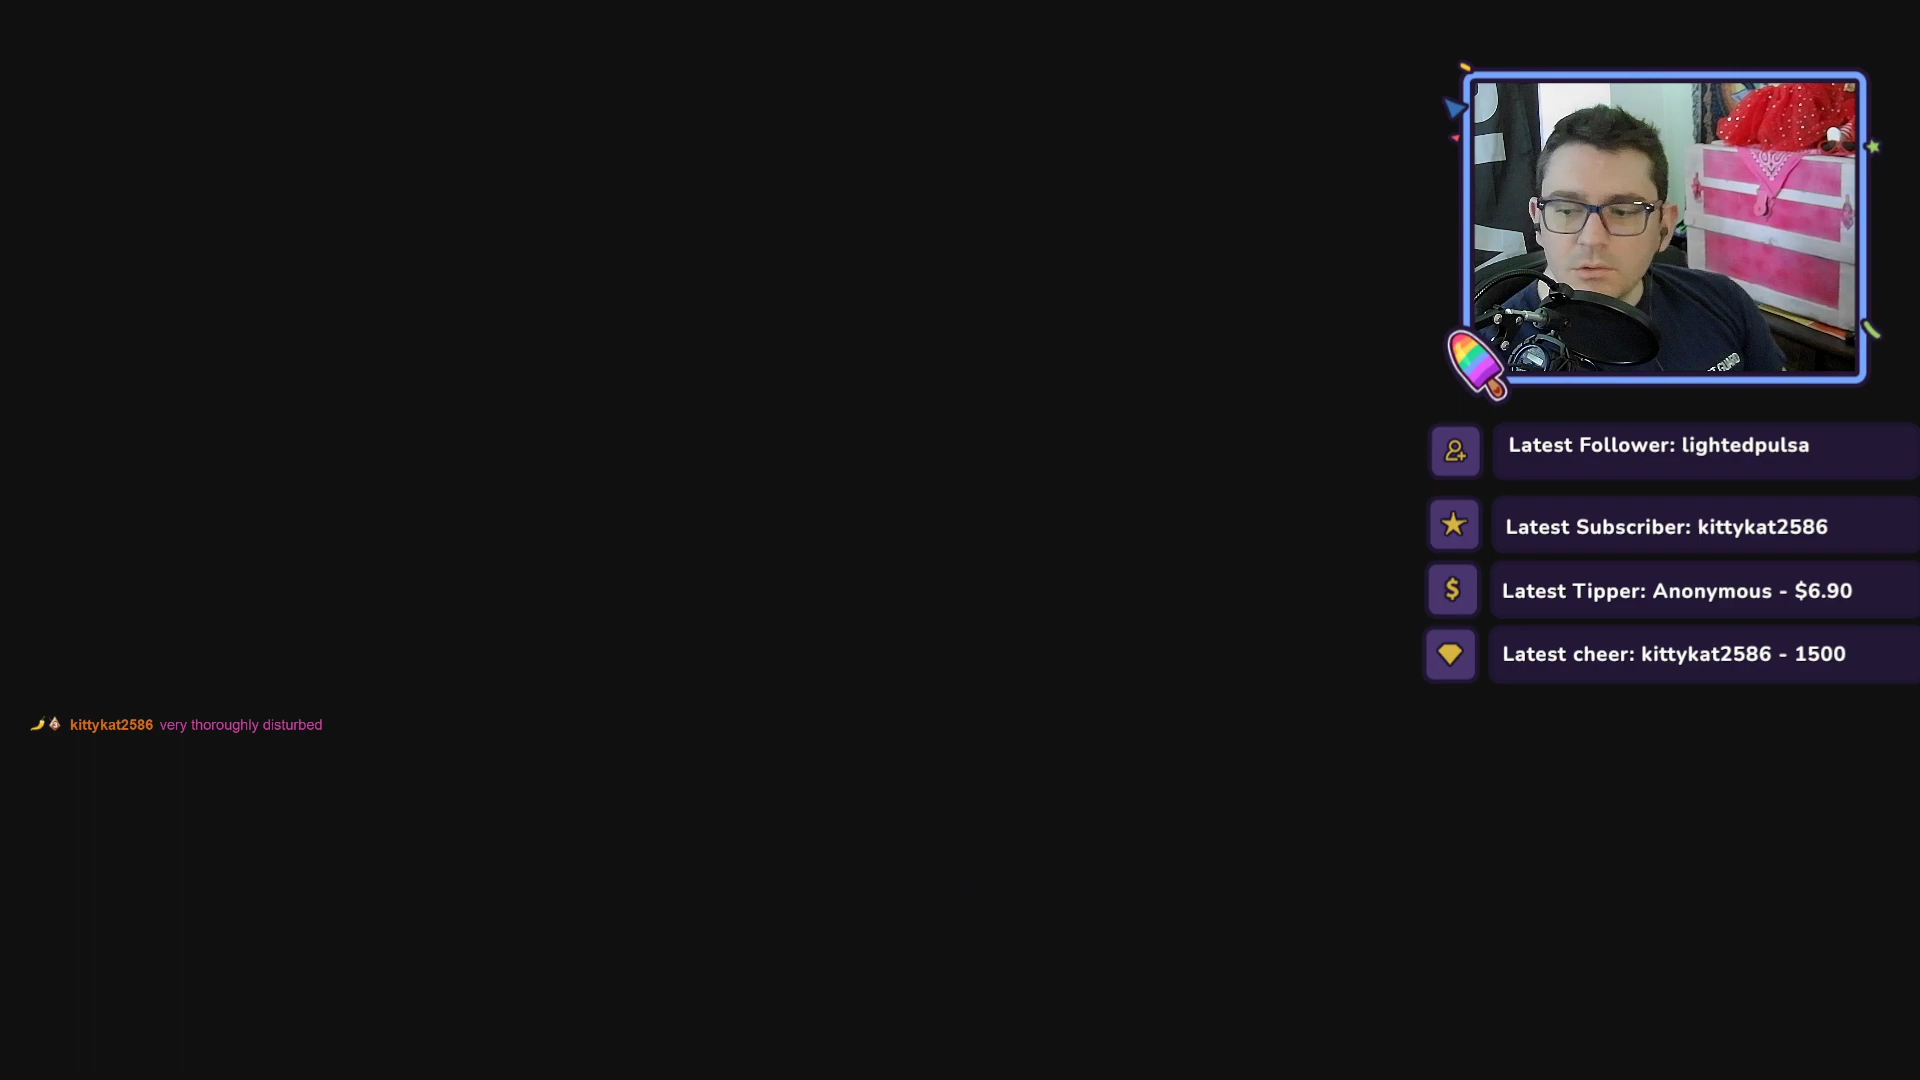 Latest Follower: lightedpulsa
Latest Subscriber: kittykat2586
Latest Tipper: Anonymous - $6.90
Latest cheer: kittykat2586 - 1500
kittykat2586 very thoroughly disturbed